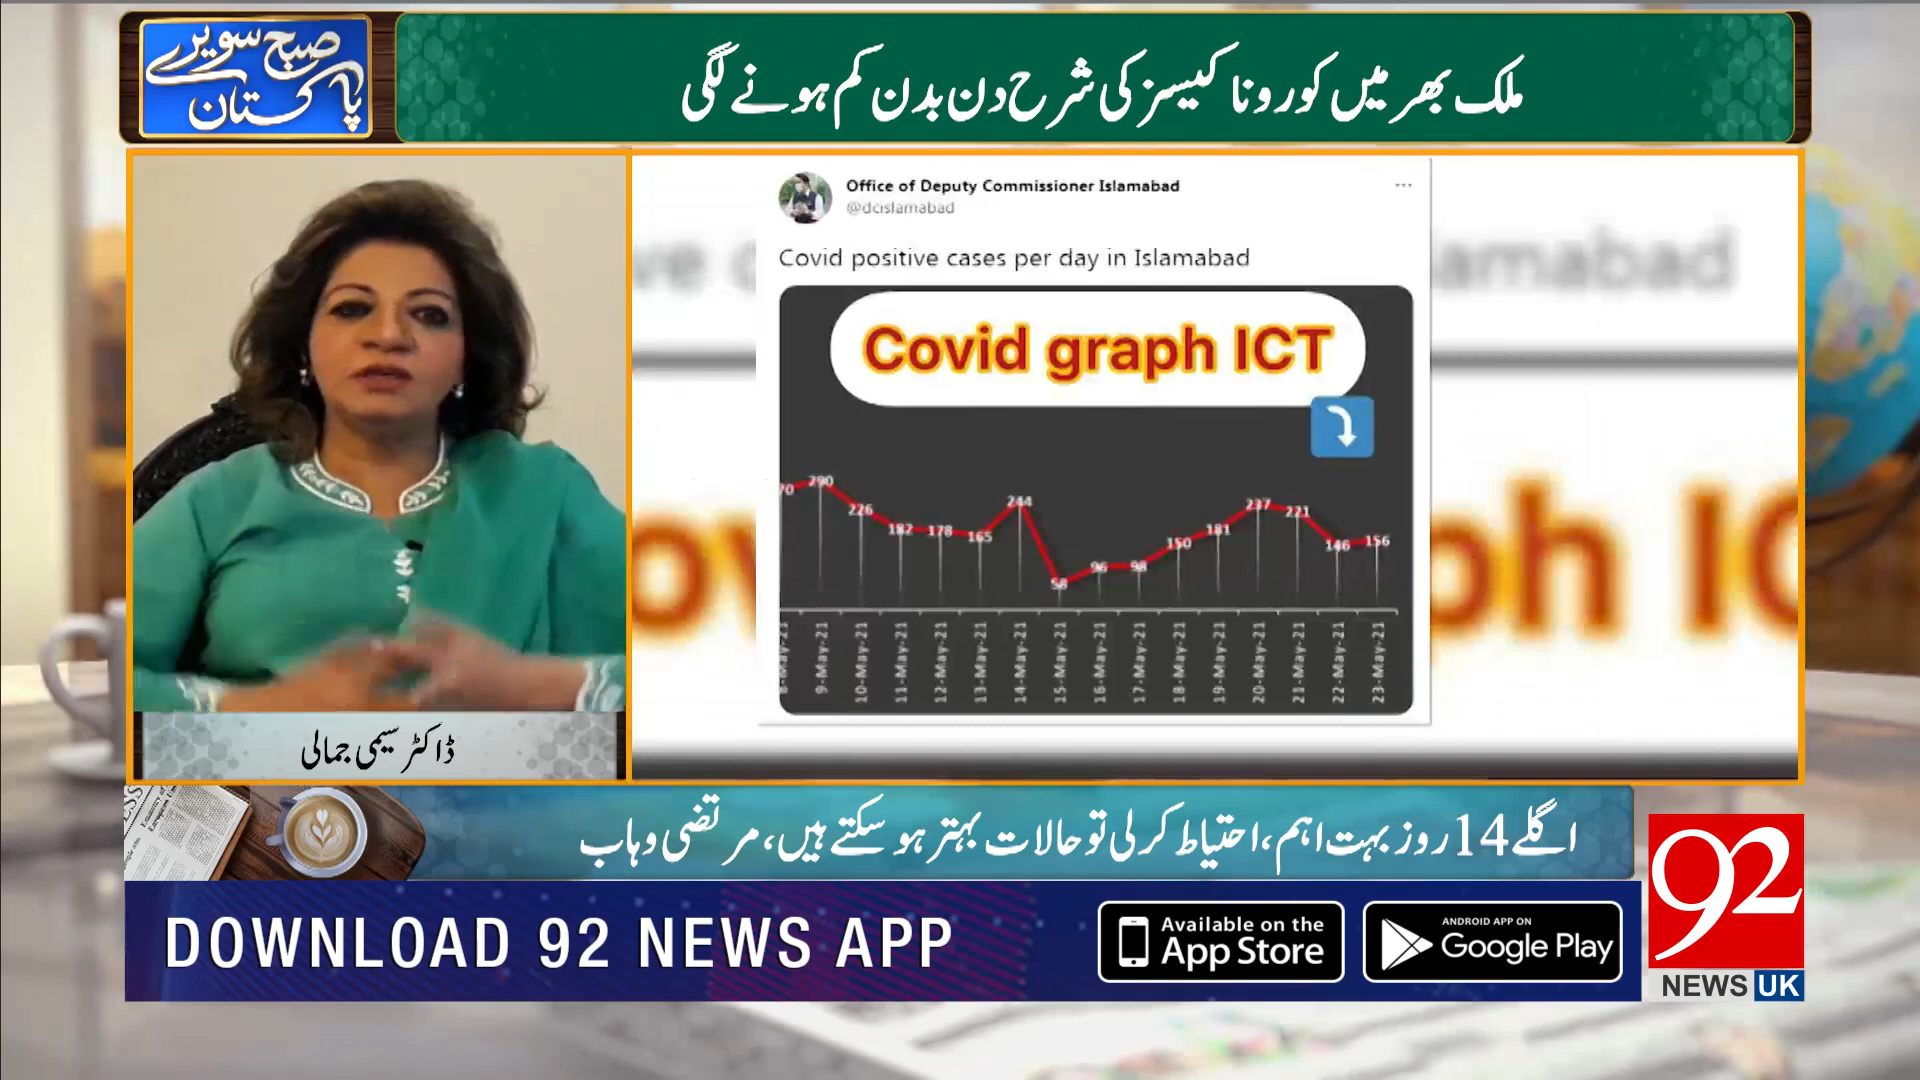 صبح سویرے پاکستان
ملک بھر میں کورونا کیسز کی شرح دن بدن کم ہونے لگی
Office of Deputy Commissioner Islamabad
@dcislamabad
Covid positive cases per day in Islamabad
Covid graph ICT
70 290 226 182 178 165 244 58 96 98 150 181 237 221 146 156
8-May-21 9-May-21 10-May-21 11-May-21 12-May-21 13-May-21 14-May-21 15-May-21 16-May-21 17-May-21 18-May-21 19-May-21 20-May-21 21-May-21 22-May-21 23-May-21
ڈاکٹر سیمی جمالی
اگلے 14 روز بہت اہم، احتیاط کرلی تو حالات بہتر ہو سکتے ہیں، مرتضی وہاب
DOWNLOAD 92 NEWS APP
Available on the
App Store
ANDROID APP ON
Google Play
92
NEWS UK